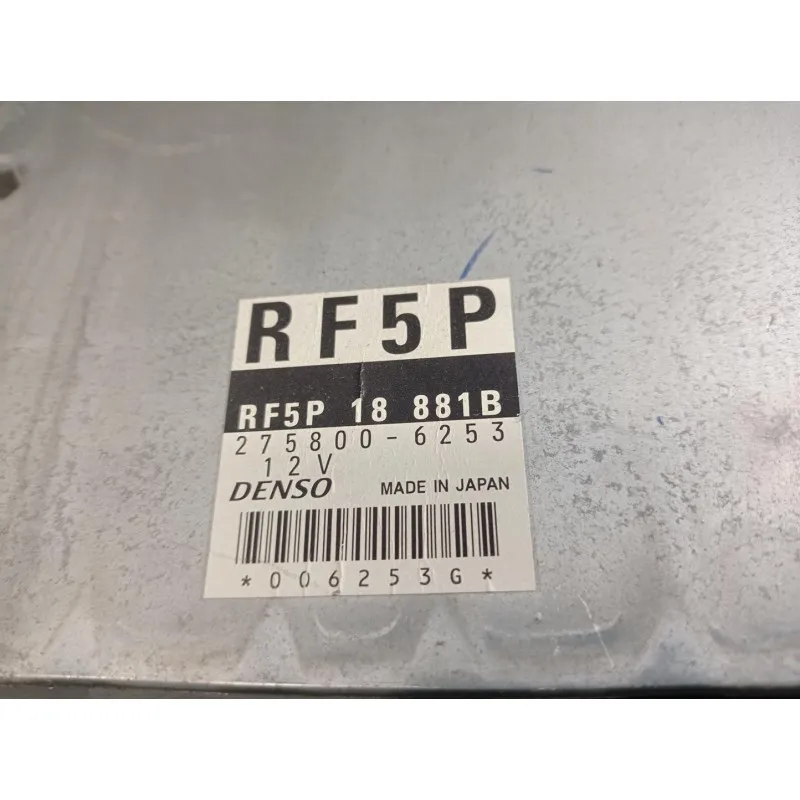 RF5P
RF5P 18 881B
275800-6253
12V
DENSO MADE IN JAPAN
*006253G*